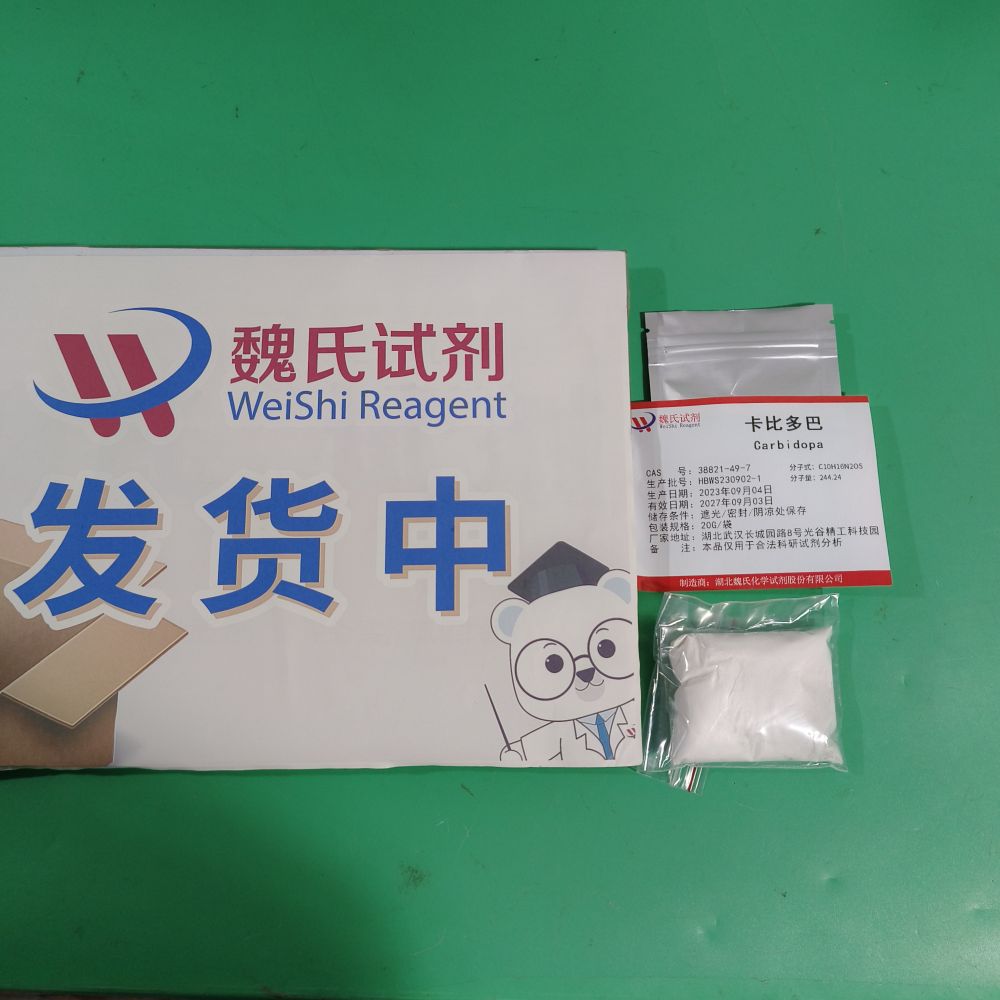 魏氏试剂
WeiShi Reagent
发货中
魏氏试剂
WeiShi Reagent
卡比多巴
Carbidopa
CAS 号：38821-49-7
分子式：C10H16N2O5
生产批号：HBWS230902-1
分子量：244.24
生产日期：2023年09月04日
有效日期：2027年09月03日
储存条件：遮光/密封/阴凉处保存
包装规格：20G/袋
厂家地址：湖北武汉长城园路8号光谷精工科技园
备 注：本品仅用于合法科研试剂分析
制造商：湖北魏氏化学试剂股份有限公司